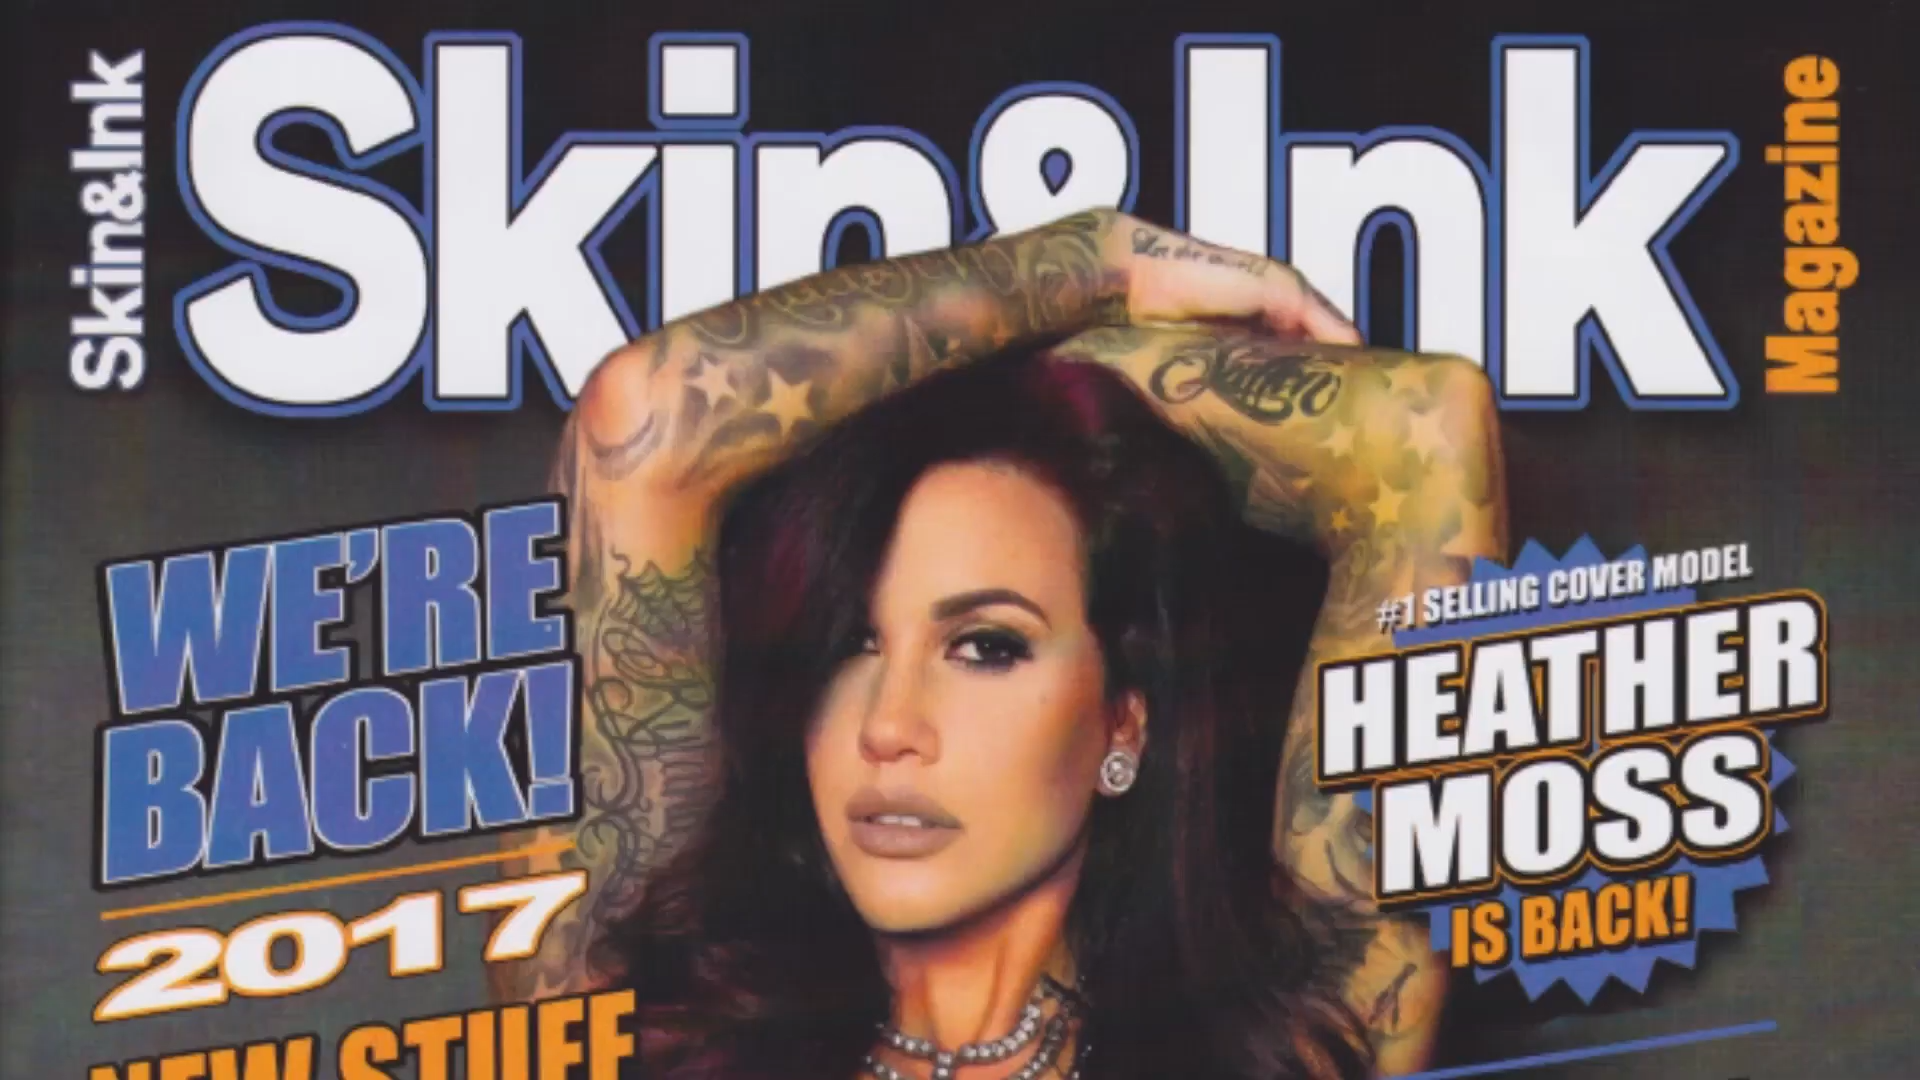 Skin&Ink
Skin&Ink
Magazine
WE'RE
BACK!
2017
NEW STUFF
#1 SELLING COVER MODEL
HEATHER
MOSS
IS BACK!